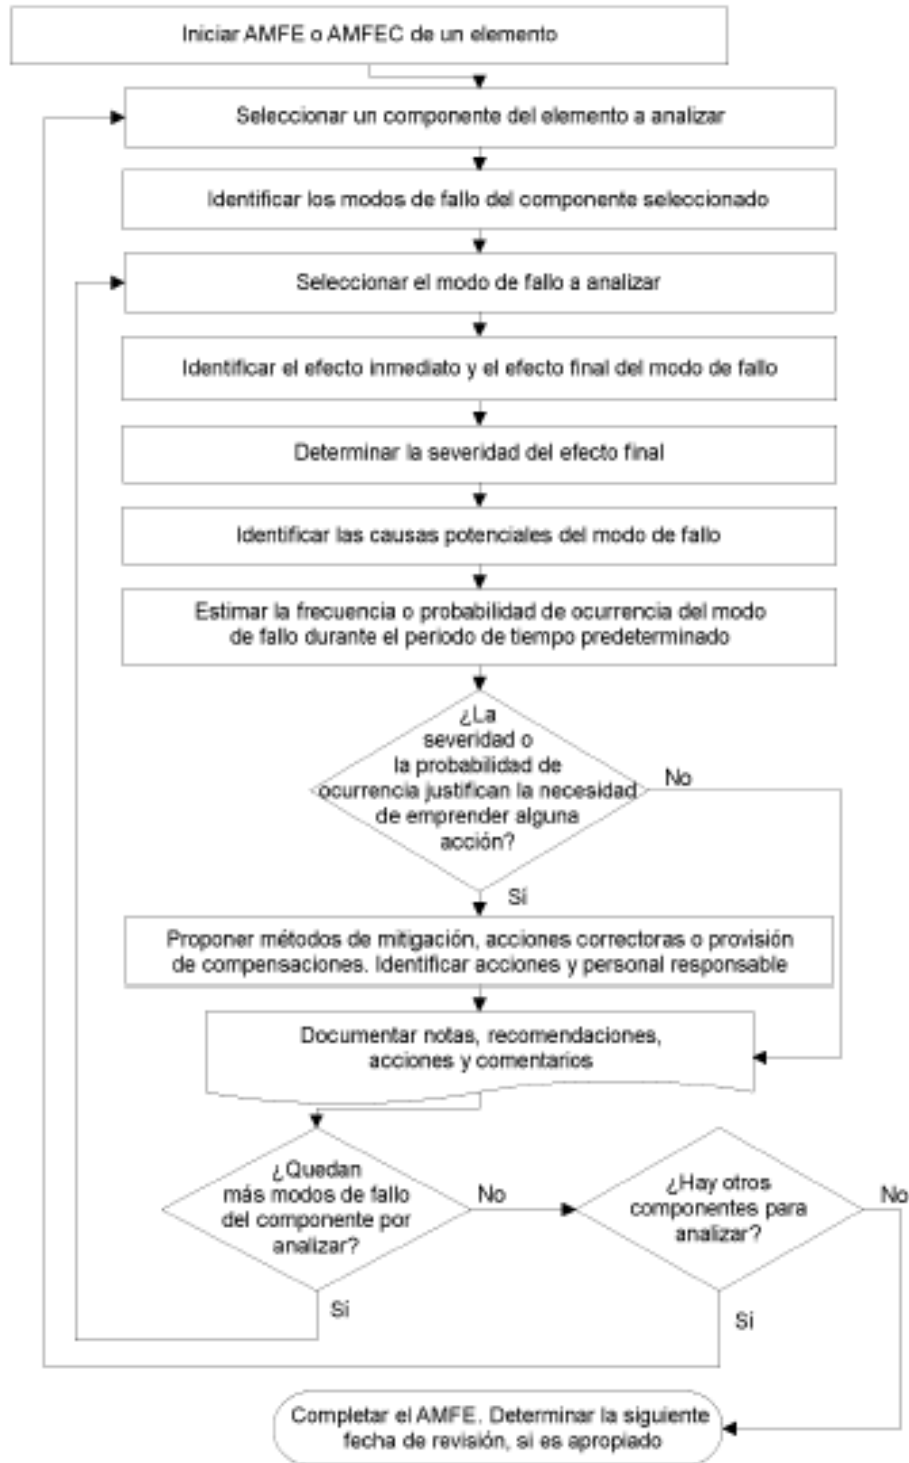 Iniciar AMFE o AMFEC de un elemento
Seleccionar un componente del elemento a analizar
Identificar los modos de fallo del componente seleccionado
Seleccionar el modo de fallo a analizar
Identificar el efecto inmediato y el efecto final del modo de fallo
Determinar la severidad del efecto final
Identificar las causas potenciales del modo de fallo
Estimar la frecuencia o probabilidad de ocurrencia del modo
de fallo durante el periodo de tiempo predeterminado
¿La
severidad o
la probabilidad de
ocurrencia justifican la necesidad
de emprender alguna
acción?
No
Sí
Proponer métodos de mitigación, acciones correctoras o provisión
de compensaciones. Identificar acciones y personal responsable
Documentar notas, recomendaciones,
acciones y comentarios
¿Quedan
más modos de fallo
del componente por
analizar?
No
Sí
¿Hay otros
componentes para
analizar?
No
Sí
Completar el AMFE. Determinar la siguiente
fecha de revisión, si es apropiado